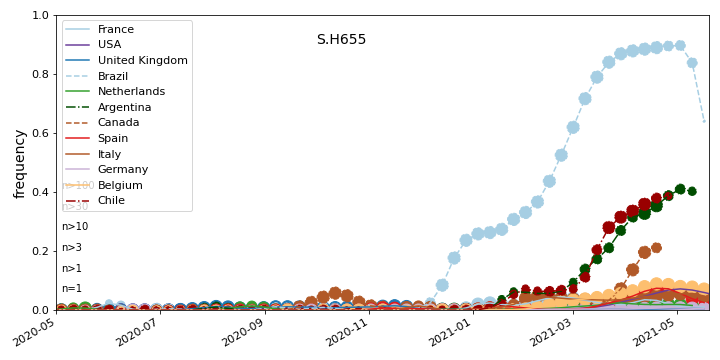 S.H655
France
USA
United Kingdom
Brazil
Netherlands
Argentina
Canada
Spain
Italy
Germany
Belgium
Chile
n>100
n>30
n>10
n>3
n>1
n=1
frequency
1.0
0.8
0.6
0.4
0.2
0.0
2020-05
2020-07
2020-09
2020-11
2021-01
2021-03
2021-05